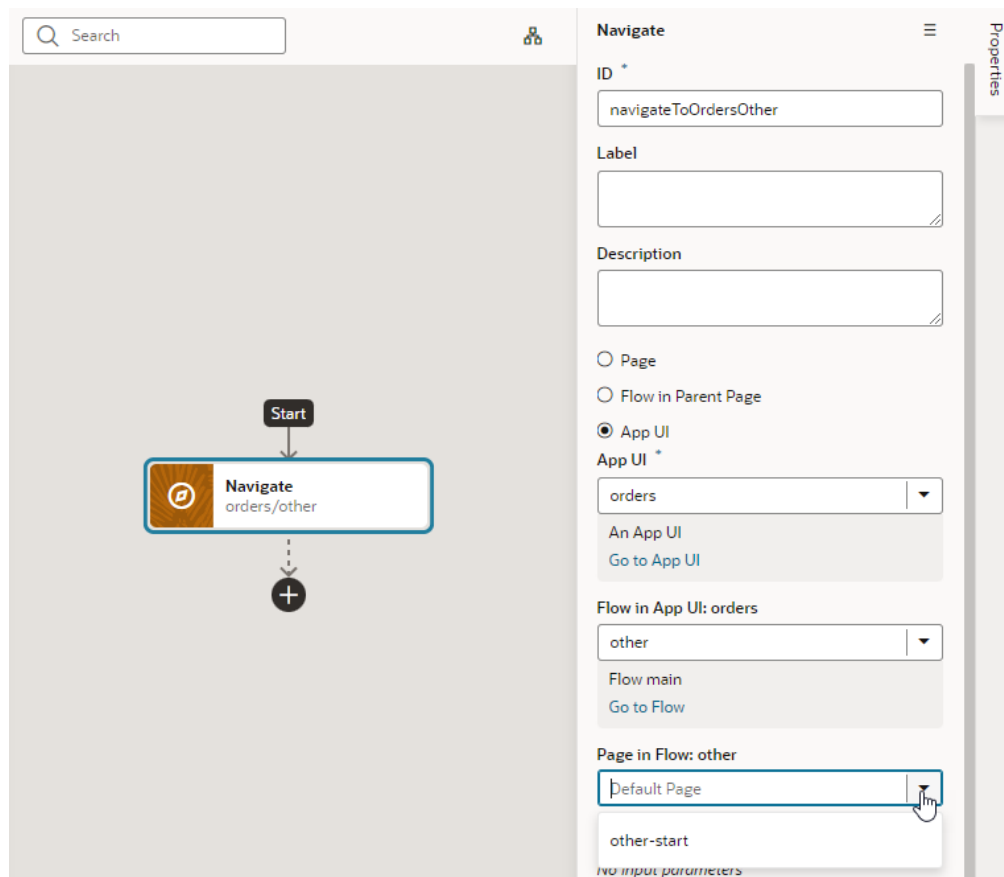 Search
Start
Navigate
orders/other
Navigate
ID *
navigateToOrdersOther
Label
Description
Page
Flow in Parent Page
App UI
App UI *
orders
An App UI
Go to App UI
Flow in App UI: orders
other
Flow main
Go to Flow
Page in Flow: other
Default Page
other-start
No input parameters
Properties